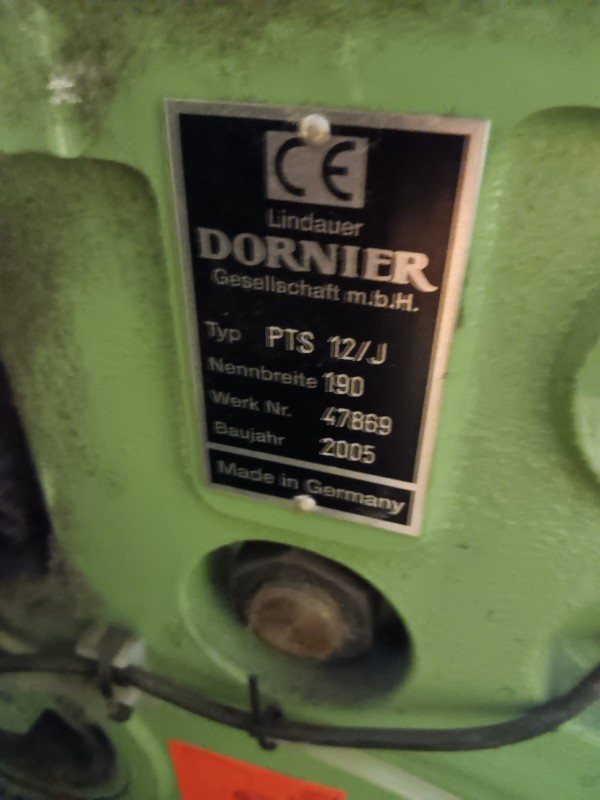 CE
Lindauer
DORNIER
Gesellschaft m.b.H.
Typ PTS 12/J
Nennbreite 190
Werk Nr. 47869
Baujahr 2005
Made in Germany